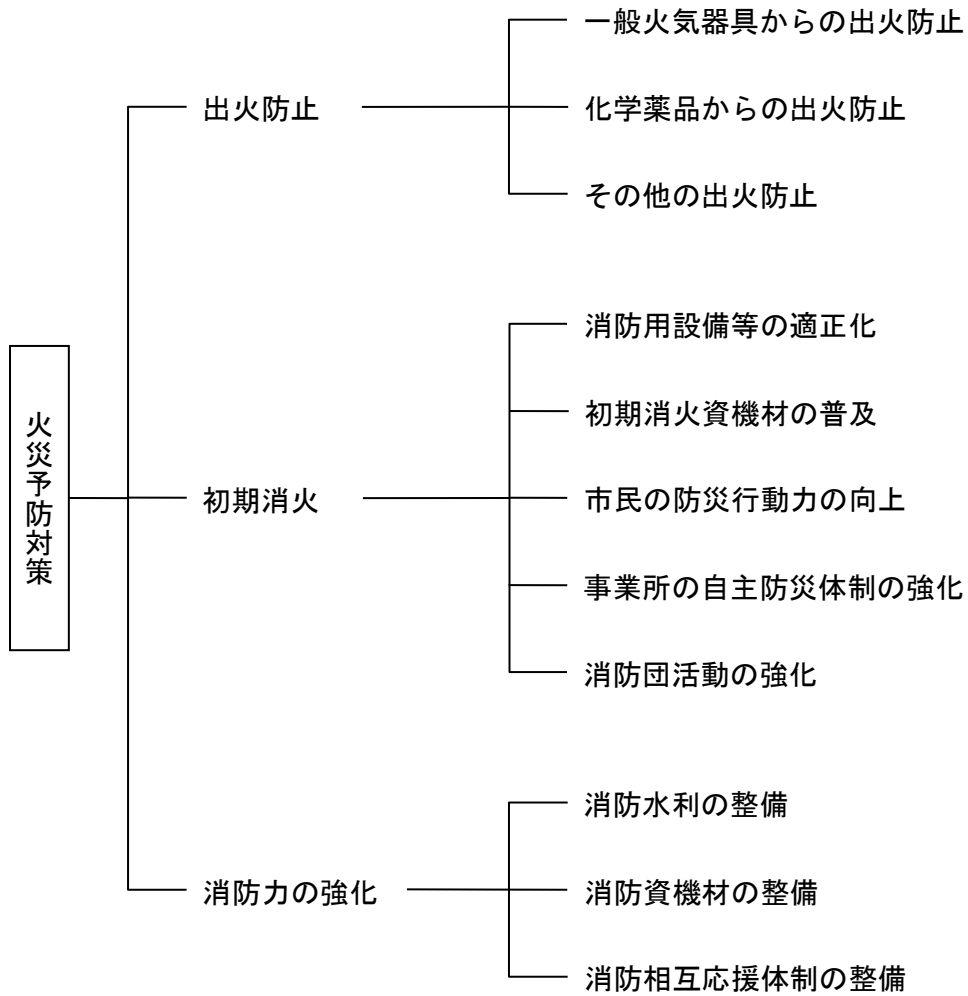 火災予防対策
出火防止
一般火気器具からの出火防止
化学薬品からの出火防止
その他の出火防止
初期消火
消防用設備等の適正化
初期消火資機材の普及
市民の防災行動力の向上
事業所の自主防災体制の強化
消防団活動の強化
消防力の強化
消防水利の整備
消防資機材の整備
消防相互応援体制の整備